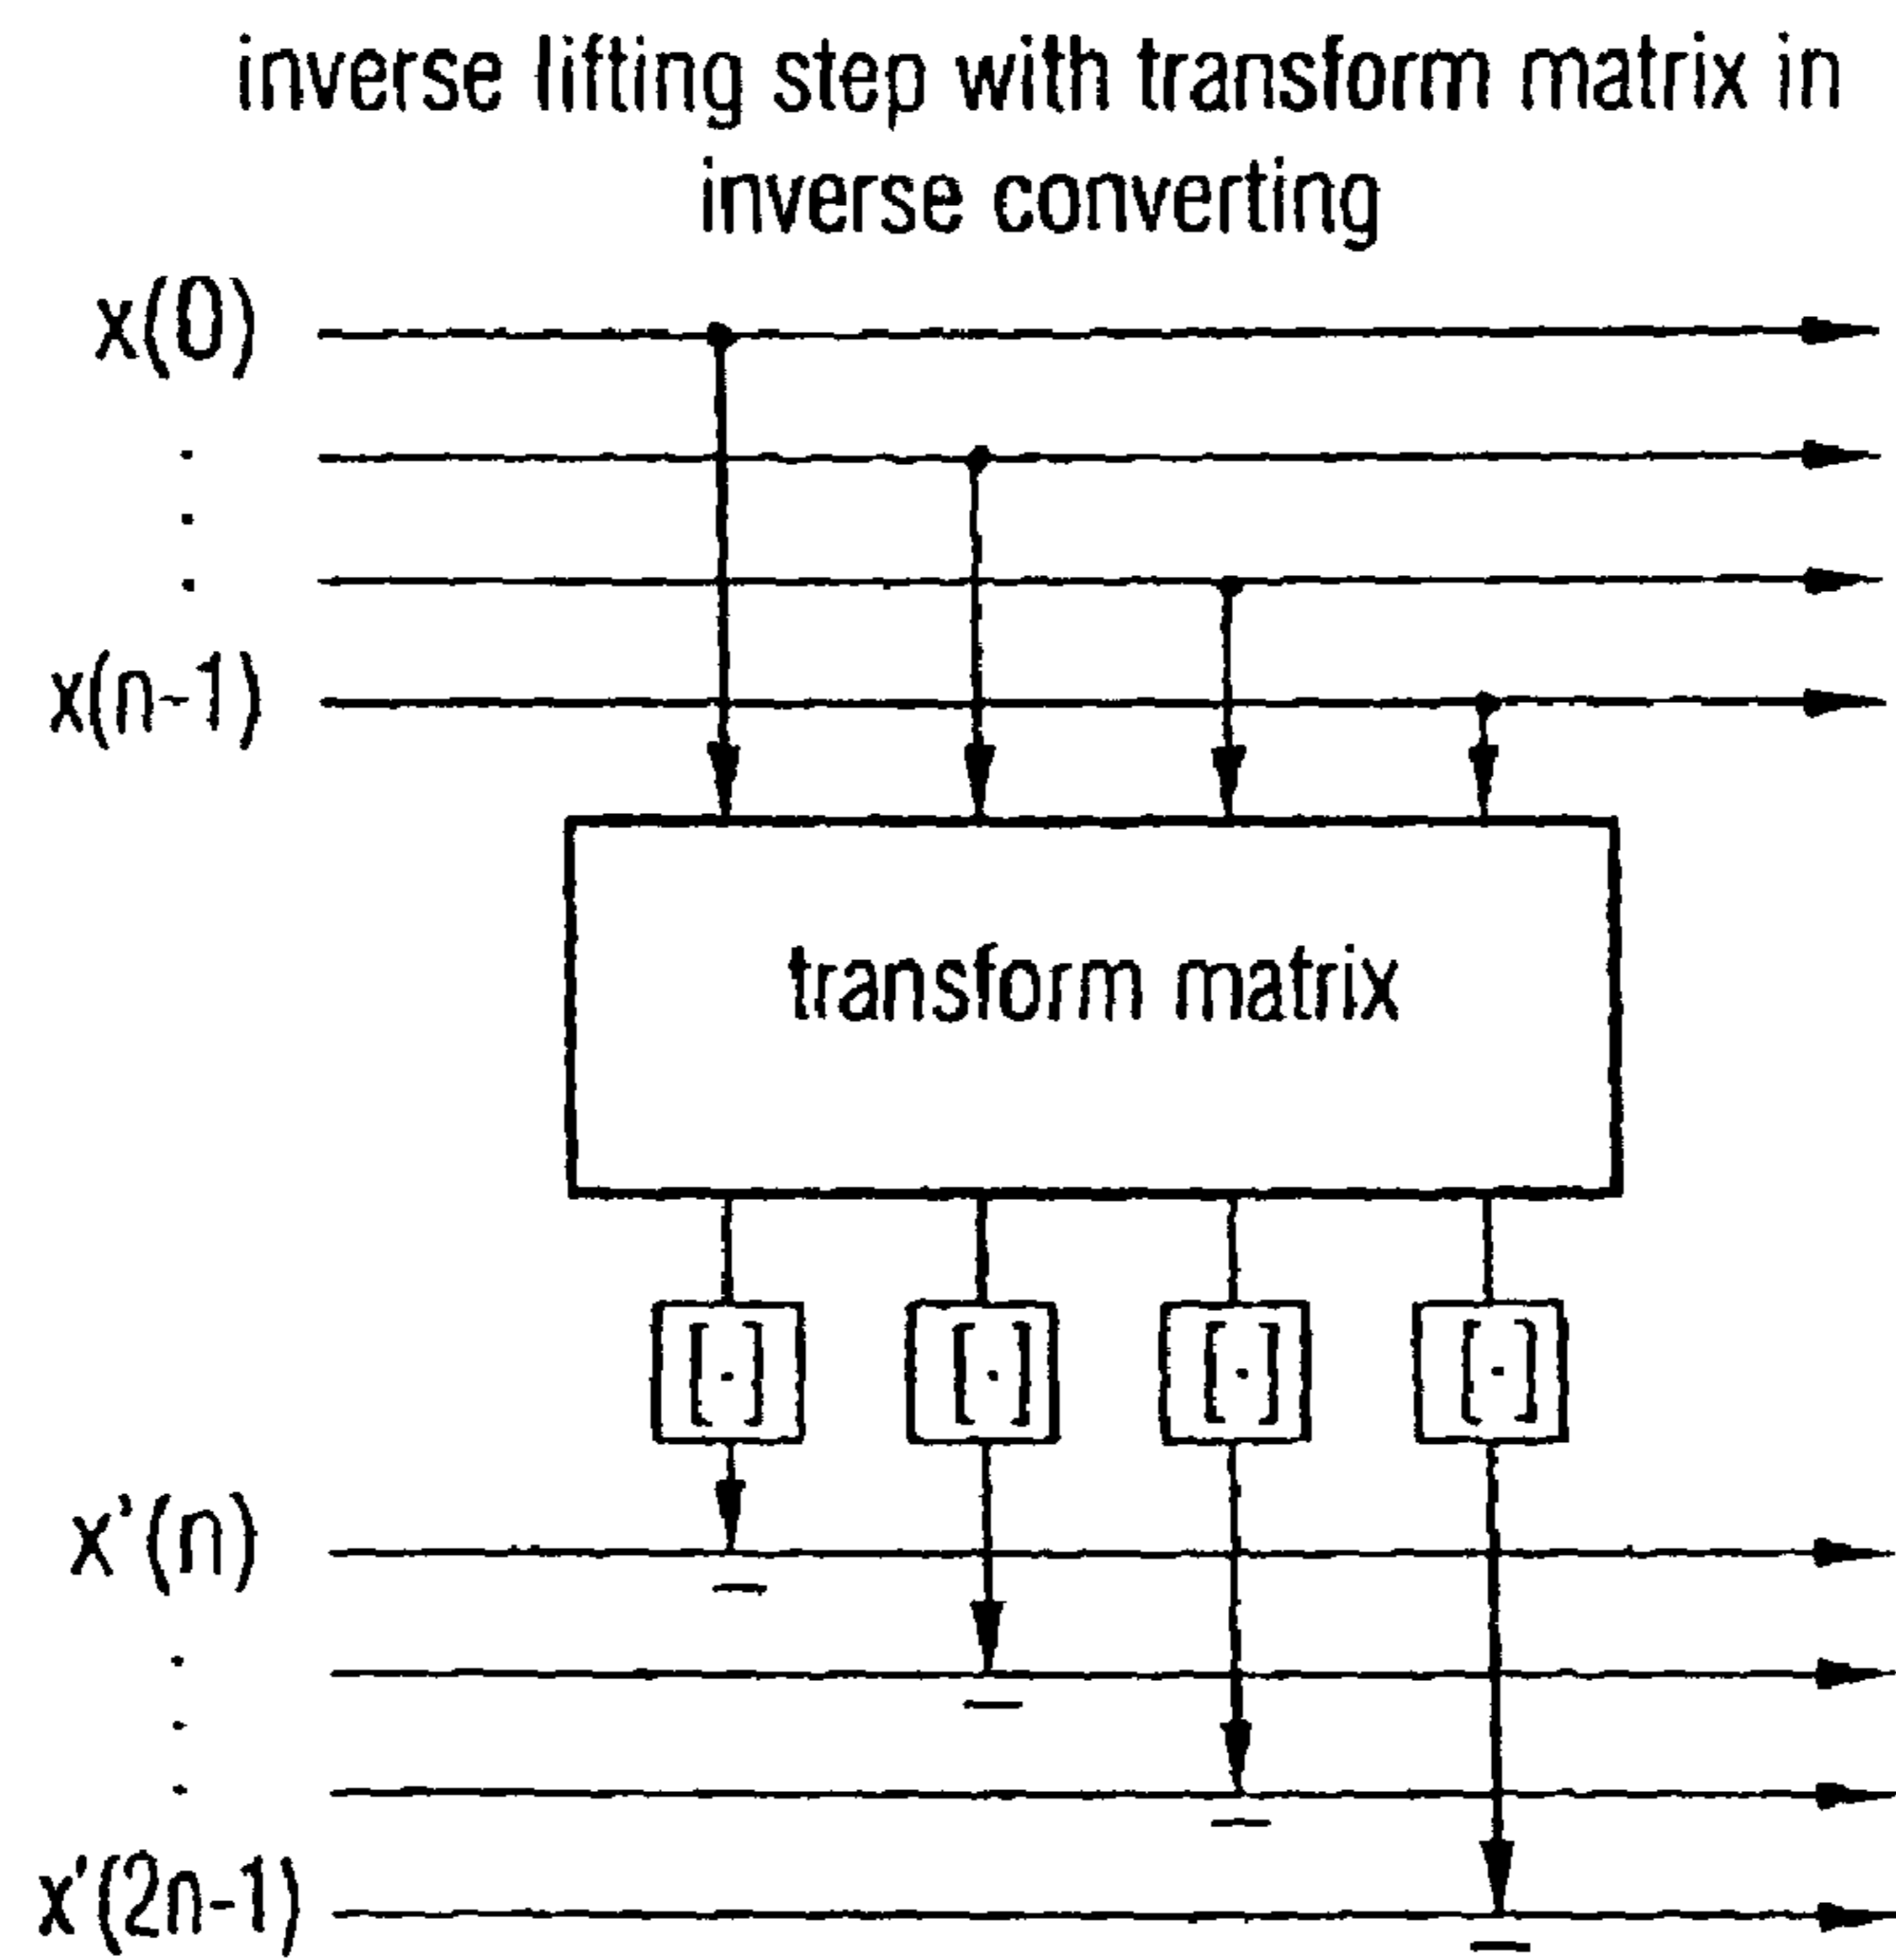 inverse lifting step with transform matrix in
inverse converting
x(0)
.
.
.
x(n-1)
transform matrix
[·] [·] [·] [·]
x'(n)
–
.
–
.
.
–
x'(2n-1)
–